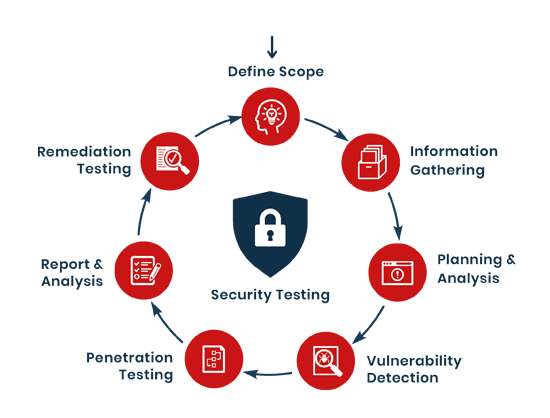 Define Scope
Information
Gathering
Planning &
Analysis
Vulnerability
Detection
Penetration
Testing
Report &
Analysis
Remediation
Testing
Security Testing